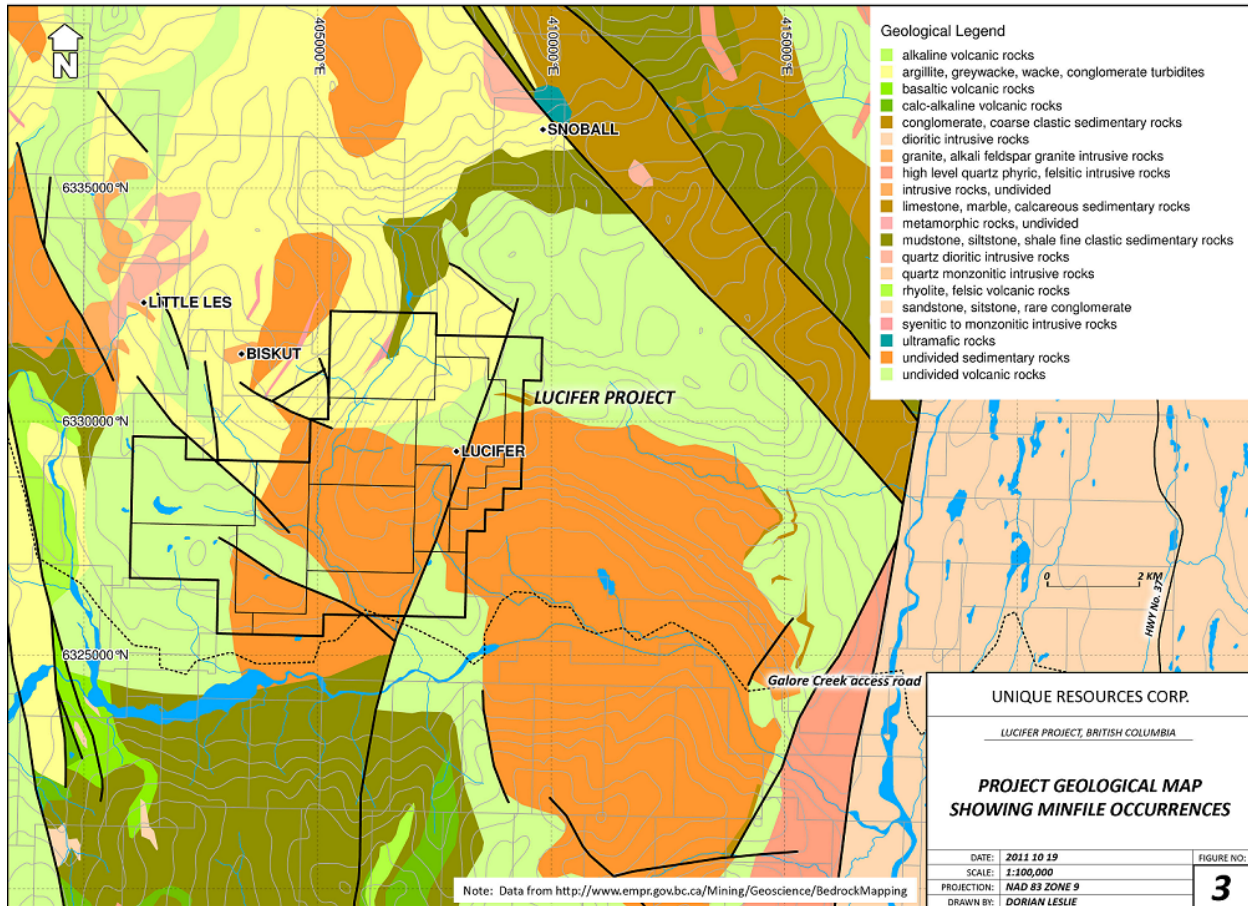 N
405000°E
410000°E
415000°E
6335000°N
6330000°N
6325000°N
SNOBALL
LITTLE LES
BISKUT
LUCIFER PROJECT
LUCIFER
Geological Legend
alkaline volcanic rocks
argillite, greywacke, wacke, conglomerate turbidites
basaltic volcanic rocks
calc-alkaline volcanic rocks
conglomerate, coarse clastic sedimentary rocks
dioritic intrusive rocks
granite, alkali feldspar granite intrusive rocks
high level quartz phyric, felsitic intrusive rocks
intrusive rocks, undivided
limestone, marble, calcareous sedimentary rocks
metamorphic rocks, undivided
mudstone, siltstone, shale fine clastic sedimentary rocks
quartz dioritic intrusive rocks
quartz monzonitic intrusive rocks
rhyolite, felsic volcanic rocks
sandstone, sitstone, rare conglomerate
syenitic to monzonitic intrusive rocks
ultramafic rocks
undivided sedimentary rocks
undivided volcanic rocks
0 2 KM
HWY No. 37
Galore Creek access road
UNIQUE RESOURCES CORP.
LUCIFER PROJECT, BRITISH COLUMBIA
PROJECT GEOLOGICAL MAP
SHOWING MINFILE OCCURRENCES
DATE: 2011 10 19
SCALE: 1:100,000
PROJECTION: NAD 83 ZONE 9
DRAWN BY: DORIAN LESLIE
FIGURE NO:
3
Note: Data from http://www.empr.gov.bc.ca/Mining/Geoscience/BedrockMapping